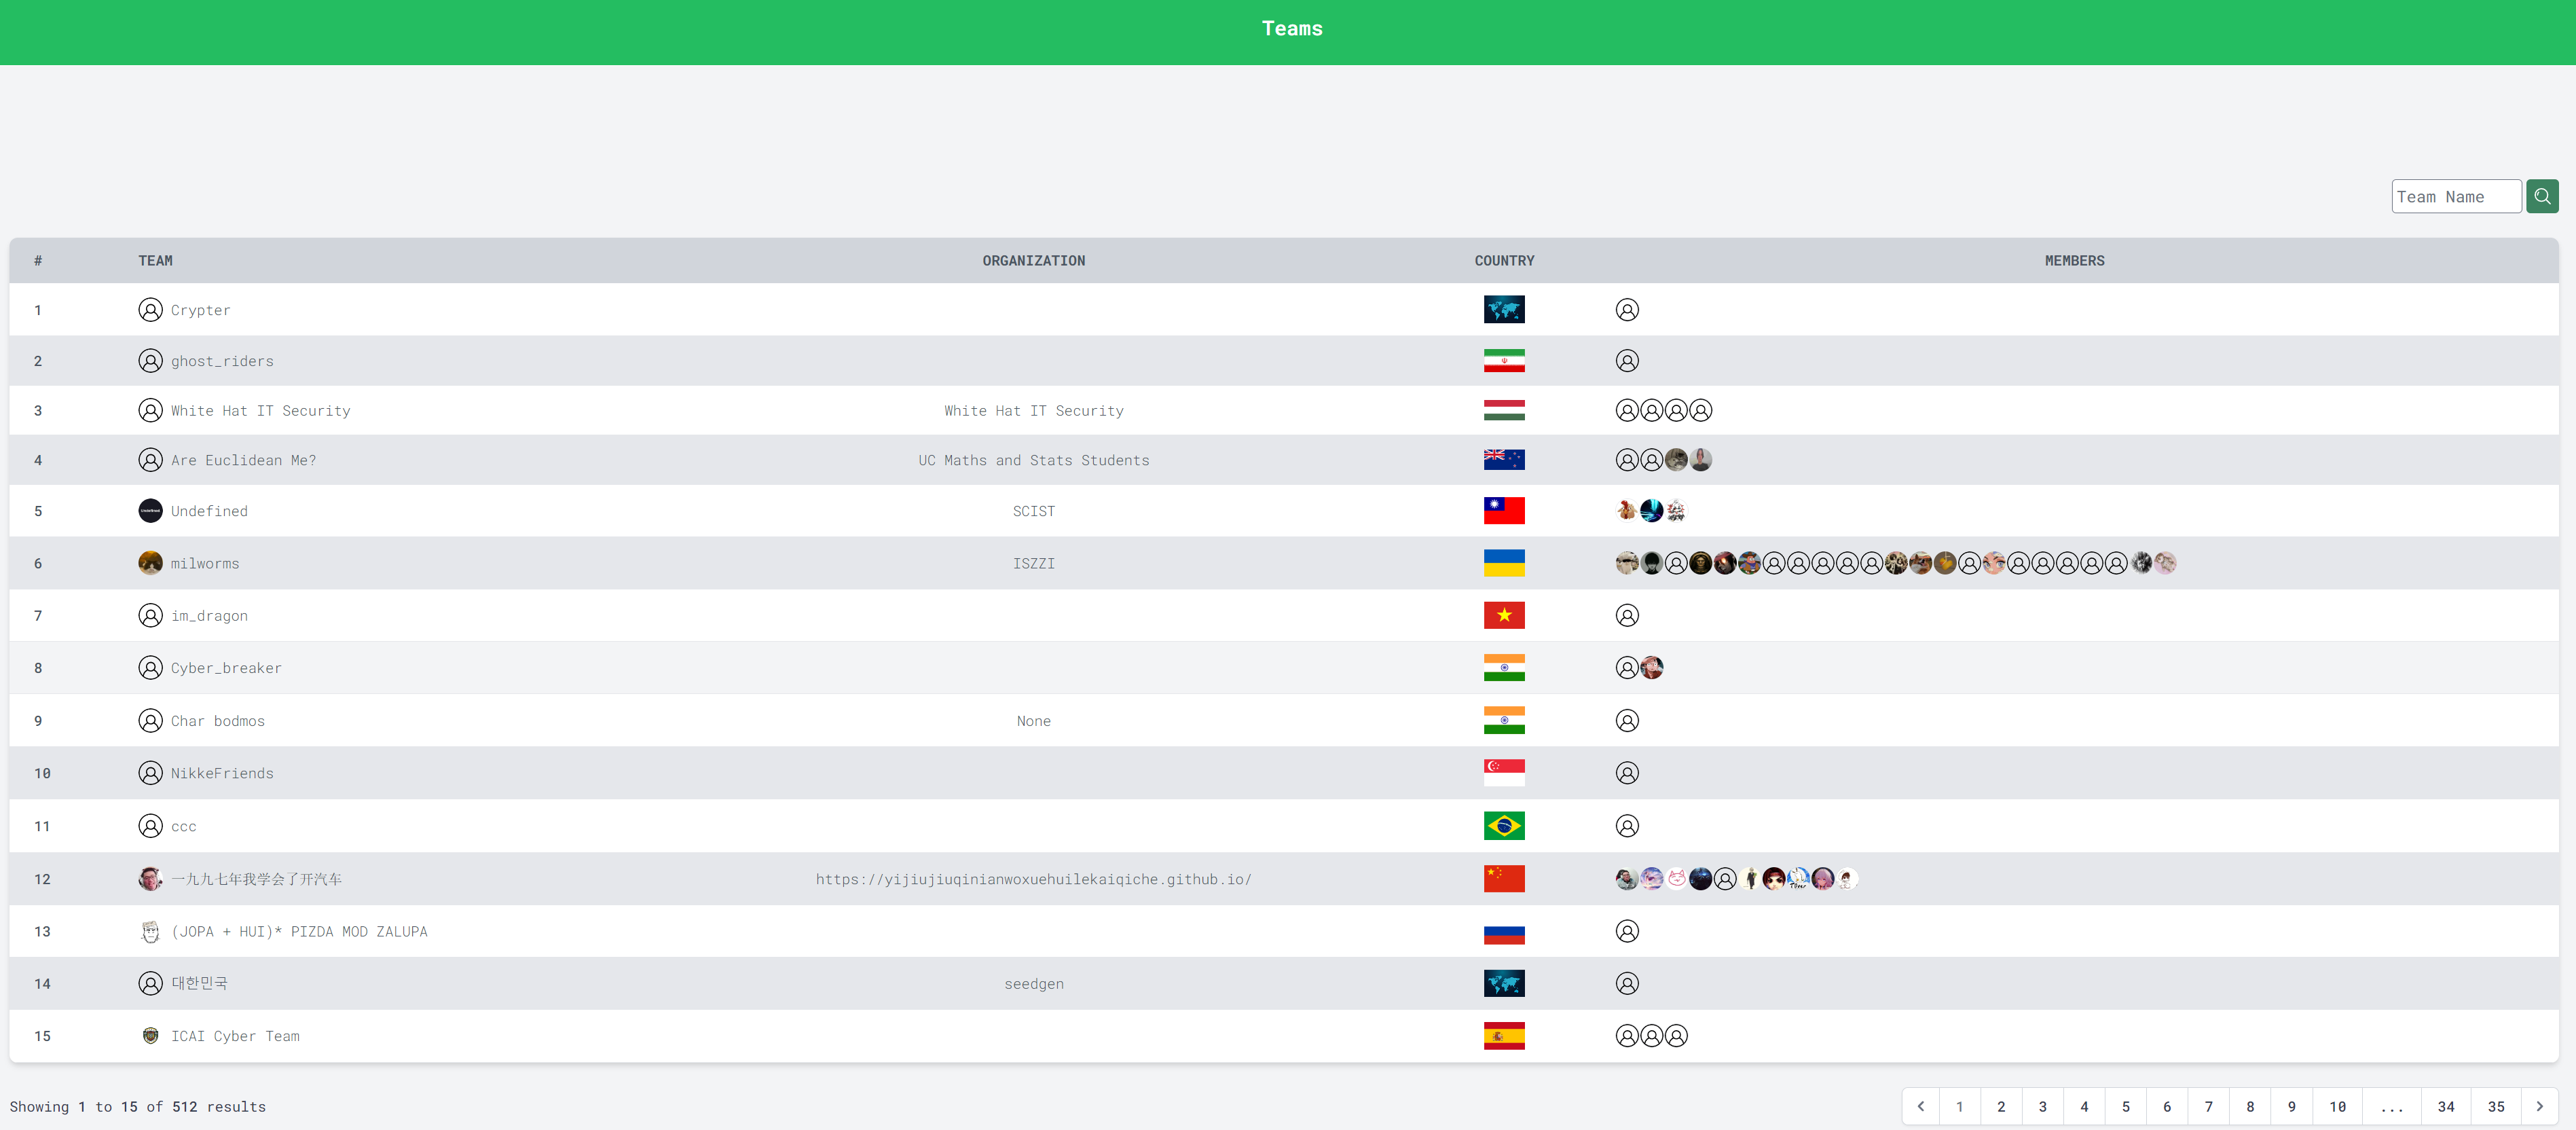 Teams
Team Name
# TEAM ORGANIZATION COUNTRY MEMBERS
1 Crypter
2 ghost_riders
3 White Hat IT Security White Hat IT Security
4 Are Euclidean Me? UC Maths and Stats Students
5 Undefined SCIST
6 milworms ISZZI
7 im_dragon
8 Cyber_breaker
9 Char bodmos None
10 NikkeFriends
11 ccc
12 一九九七年我学会了开汽车 https://yijiujiuqinianwoxuehuilekaiqiche.github.io/
13 (JOPA + HUI)* PIZDA MOD ZALUPA
14 대한민국 seedgen
15 ICAI Cyber Team
Showing 1 to 15 of 512 results
1 2 3 4 5 6 7 8 9 10 ... 34 35